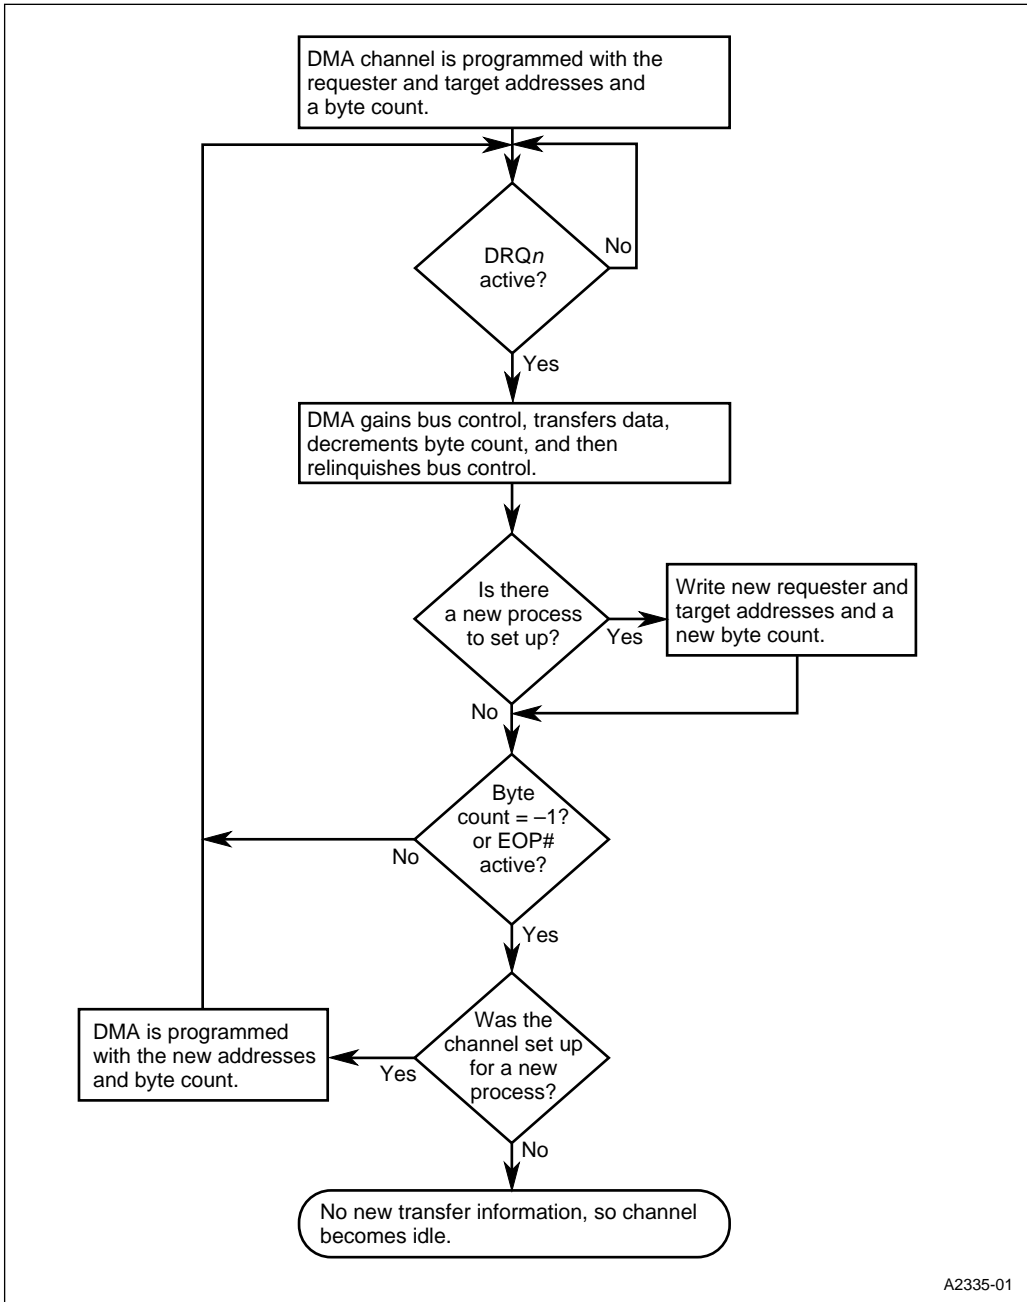 DMA channel is programmed with the
requester and target addresses and
a byte count.
DRQn
active?
No
Yes
DMA gains bus control, transfers data,
decrements byte count, and then
relinquishes bus control.
Is there
a new process
to set up?
Yes
Write new requester and
target addresses and a
new byte count.
No
Byte
count = –1?
or EOP#
active?
No
Yes
Was the
channel set up
for a new
process?
Yes
DMA is programmed
with the new addresses
and byte count.
No
No new transfer information, so channel
becomes idle.
A2335-01